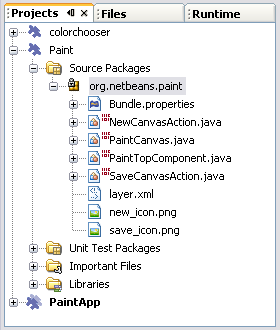 Projects Files Runtime
colorchooser
Paint
Source Packages
org.netbeans.paint
Bundle.properties
NewCanvasAction.java
PaintCanvas.java
PaintTopComponent.java
SaveCanvasAction.java
layer.xml
new_icon.png
save_icon.png
Unit Test Packages
Important Files
Libraries
PaintApp